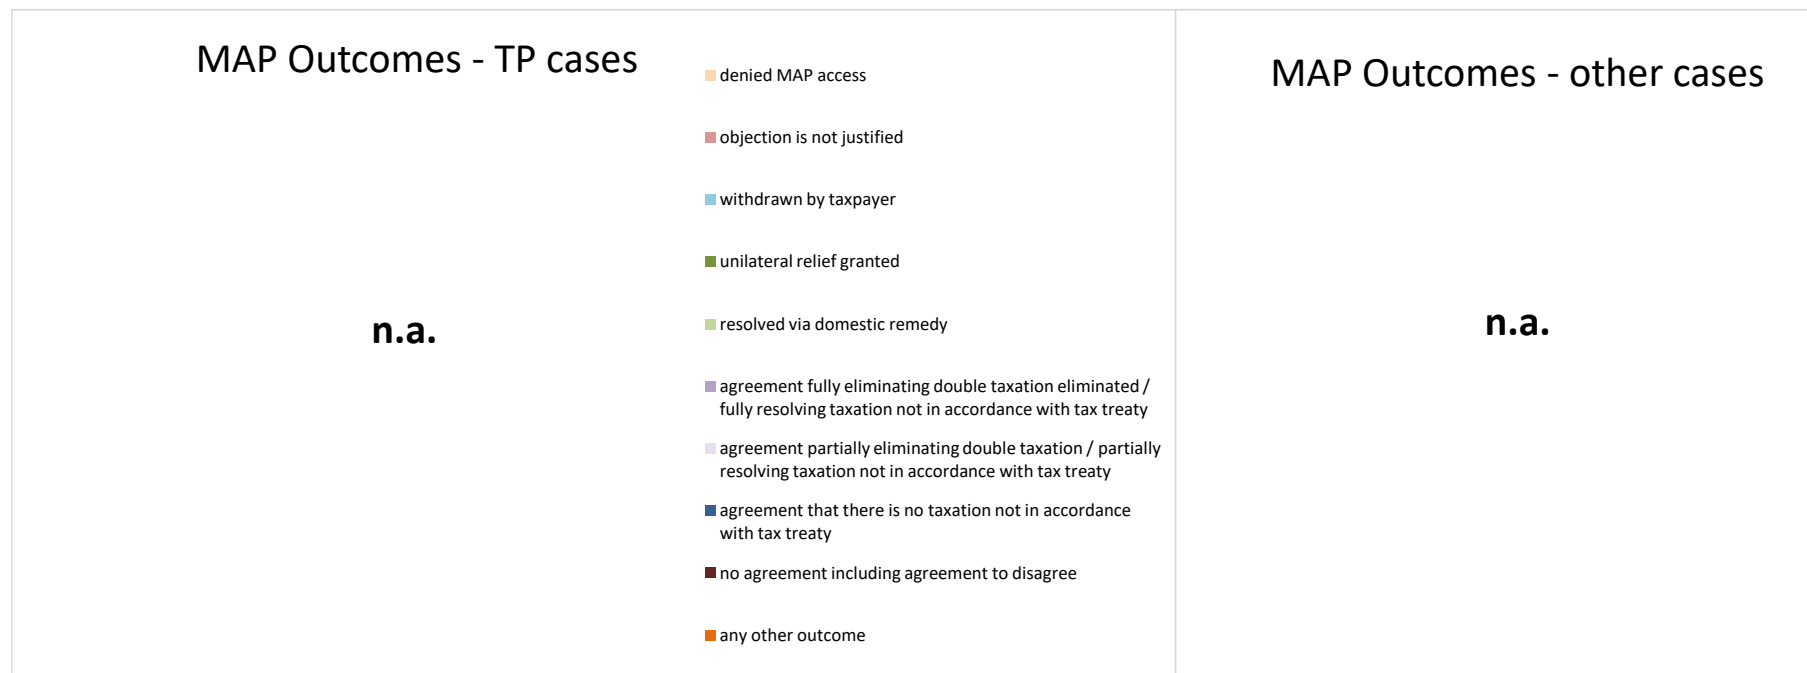 MAP Outcomes - TP cases
n.a.
denied MAP access
objection is not justified
withdrawn by taxpayer
unilateral relief granted
resolved via domestic remedy
agreement fully eliminating double taxation eliminated /
fully resolving taxation not in accordance with tax treaty
agreement partially eliminating double taxation / partially
resolving taxation not in accordance with tax treaty
agreement that there is no taxation not in accordance
with tax treaty
no agreement including agreement to disagree
any other outcome
MAP Outcomes - other cases
n.a.